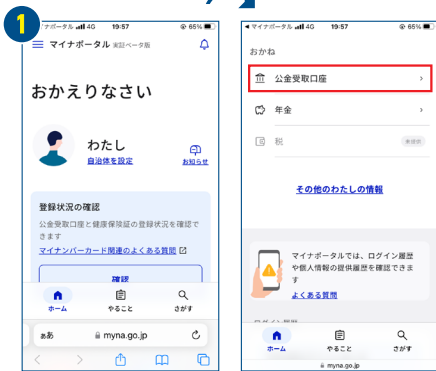 1
マイナポータル 4G 19:57 65%
マイナポータル 実証ベータ版
おかえりなさい
わたし
自治体を設定
お知らせ
登録状況の確認
公金受取口座と健康保険証の登録状況を確認で
きます
マイナンバーカード関連のよくある質問
確認
ホーム
やること
さがす
ああ
myna.go.jp
マイナポータル 4G 19:57 65%
おかね
公金受取口座
年金
税
その他のわたしの情報
マイナポータルでは、ログイン履歴
や個人情報の提供履歴を確認できま
す
よくある質問
ホーム
やること
さがす
myna.go.jp